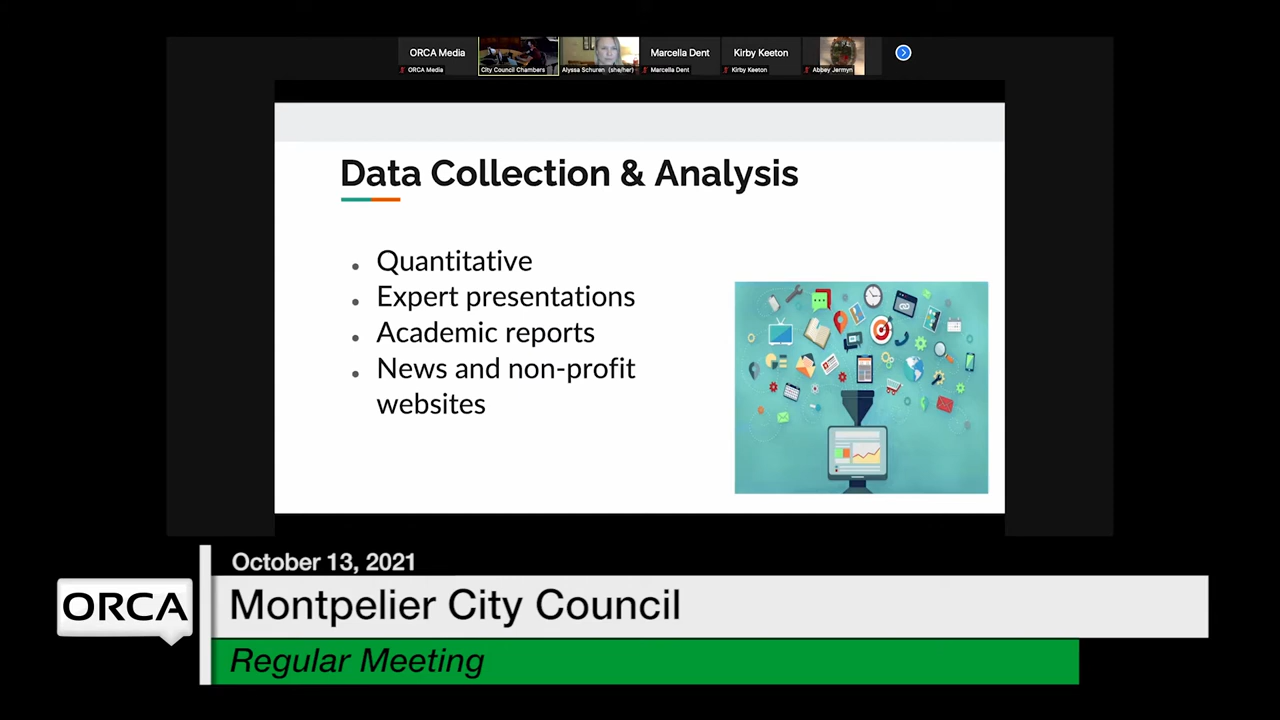 ORCA Media
Marcella Dent
Kirby Keeton
ORCA Media
City Council Chambers
Alyssa Schuren (she/her)
Marcella Dent
Kirby Keeton
Abbey Jermyn
Data Collection & Analysis
• Quantitative
• Expert presentations
• Academic reports
• News and non-profit
websites
October 13, 2021
ORCA
Montpelier City Council
Regular Meeting